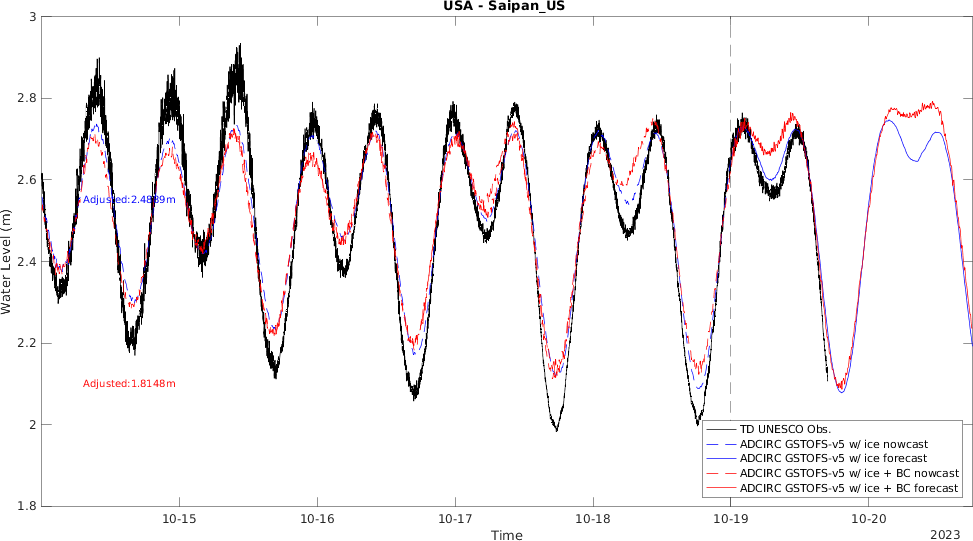 USA - Saipan_US
3
2.8
2.6
2.4
2.2
2
1.8
Water Level (m)
Adjusted:2.4889m
Adjusted:1.8148m
TD UNESCO Obs.
ADCIRC GSTOFS-v5 w/ ice nowcast
ADCIRC GSTOFS-v5 w/ ice forecast
ADCIRC GSTOFS-v5 w/ ice + BC nowcast
ADCIRC GSTOFS-v5 w/ ice + BC forecast
10-15 10-16 10-17 10-18 10-19 10-20
Time
2023